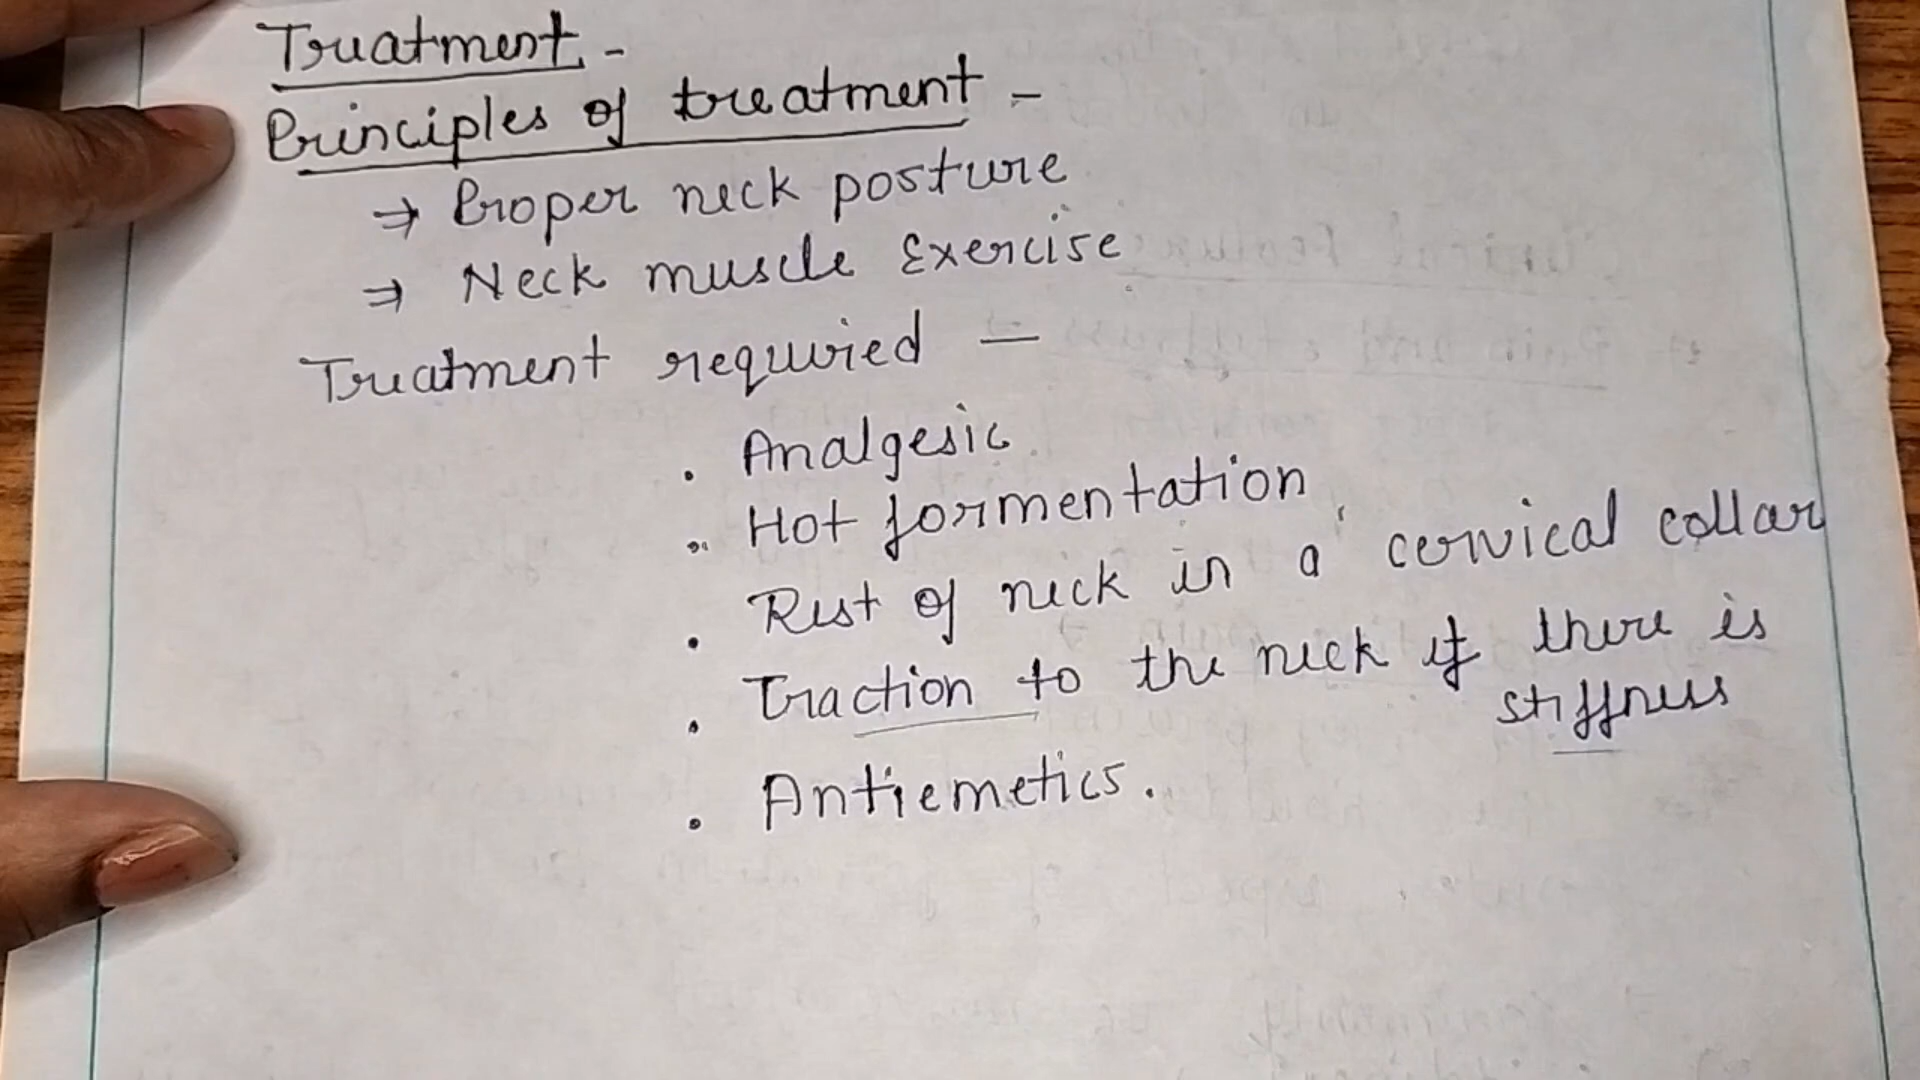 Treatment -
Principles of treatment -
⇒ Proper neck posture
⇒ Neck muscle Exercise
Treatment requried -
. Analgesic
. Hot formentation
. Rest of neck in a cervical collar
. Traction to the neck if there is
stiffness
. Antiemetics.